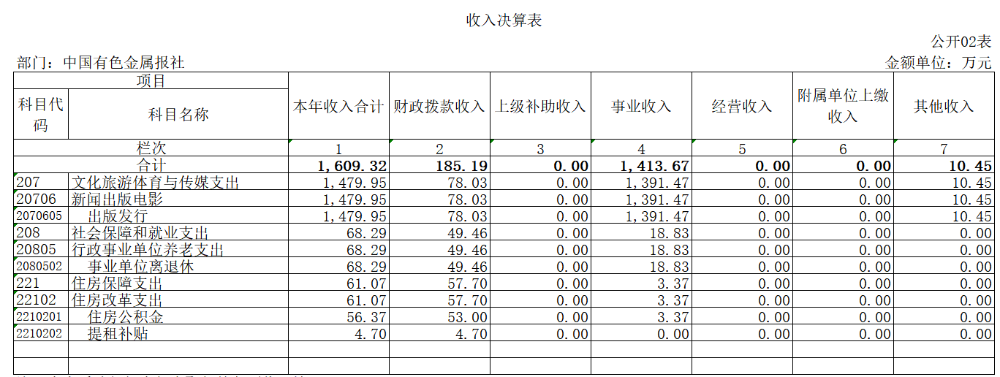 收入决算表
公开02表
部门：中国有色金属报社 金额单位：万元
项目
科目代码 科目名称 本年收入合计 财政拨款收入 上级补助收入 事业收入 经营收入 附属单位上缴收入 其他收入
栏次 1 2 3 4 5 6 7
合计 1,609.32 185.19 0.00 1,413.67 0.00 0.00 10.45
207 文化旅游体育与传媒支出 1,479.95 78.03 0.00 1,391.47 0.00 0.00 10.45
20706 新闻出版电影 1,479.95 78.03 0.00 1,391.47 0.00 0.00 10.45
2070605 出版发行 1,479.95 78.03 0.00 1,391.47 0.00 0.00 10.45
208 社会保障和就业支出 68.29 49.46 0.00 18.83 0.00 0.00 0.00
20805 行政事业单位养老支出 68.29 49.46 0.00 18.83 0.00 0.00 0.00
2080502 事业单位离退休 68.29 49.46 0.00 18.83 0.00 0.00 0.00
221 住房保障支出 61.07 57.70 0.00 3.37 0.00 0.00 0.00
22102 住房改革支出 61.07 57.70 0.00 3.37 0.00 0.00 0.00
2210201 住房公积金 56.37 53.00 0.00 3.37 0.00 0.00 0.00
2210202 提租补贴 4.70 4.70 0.00 0.00 0.00 0.00 0.00